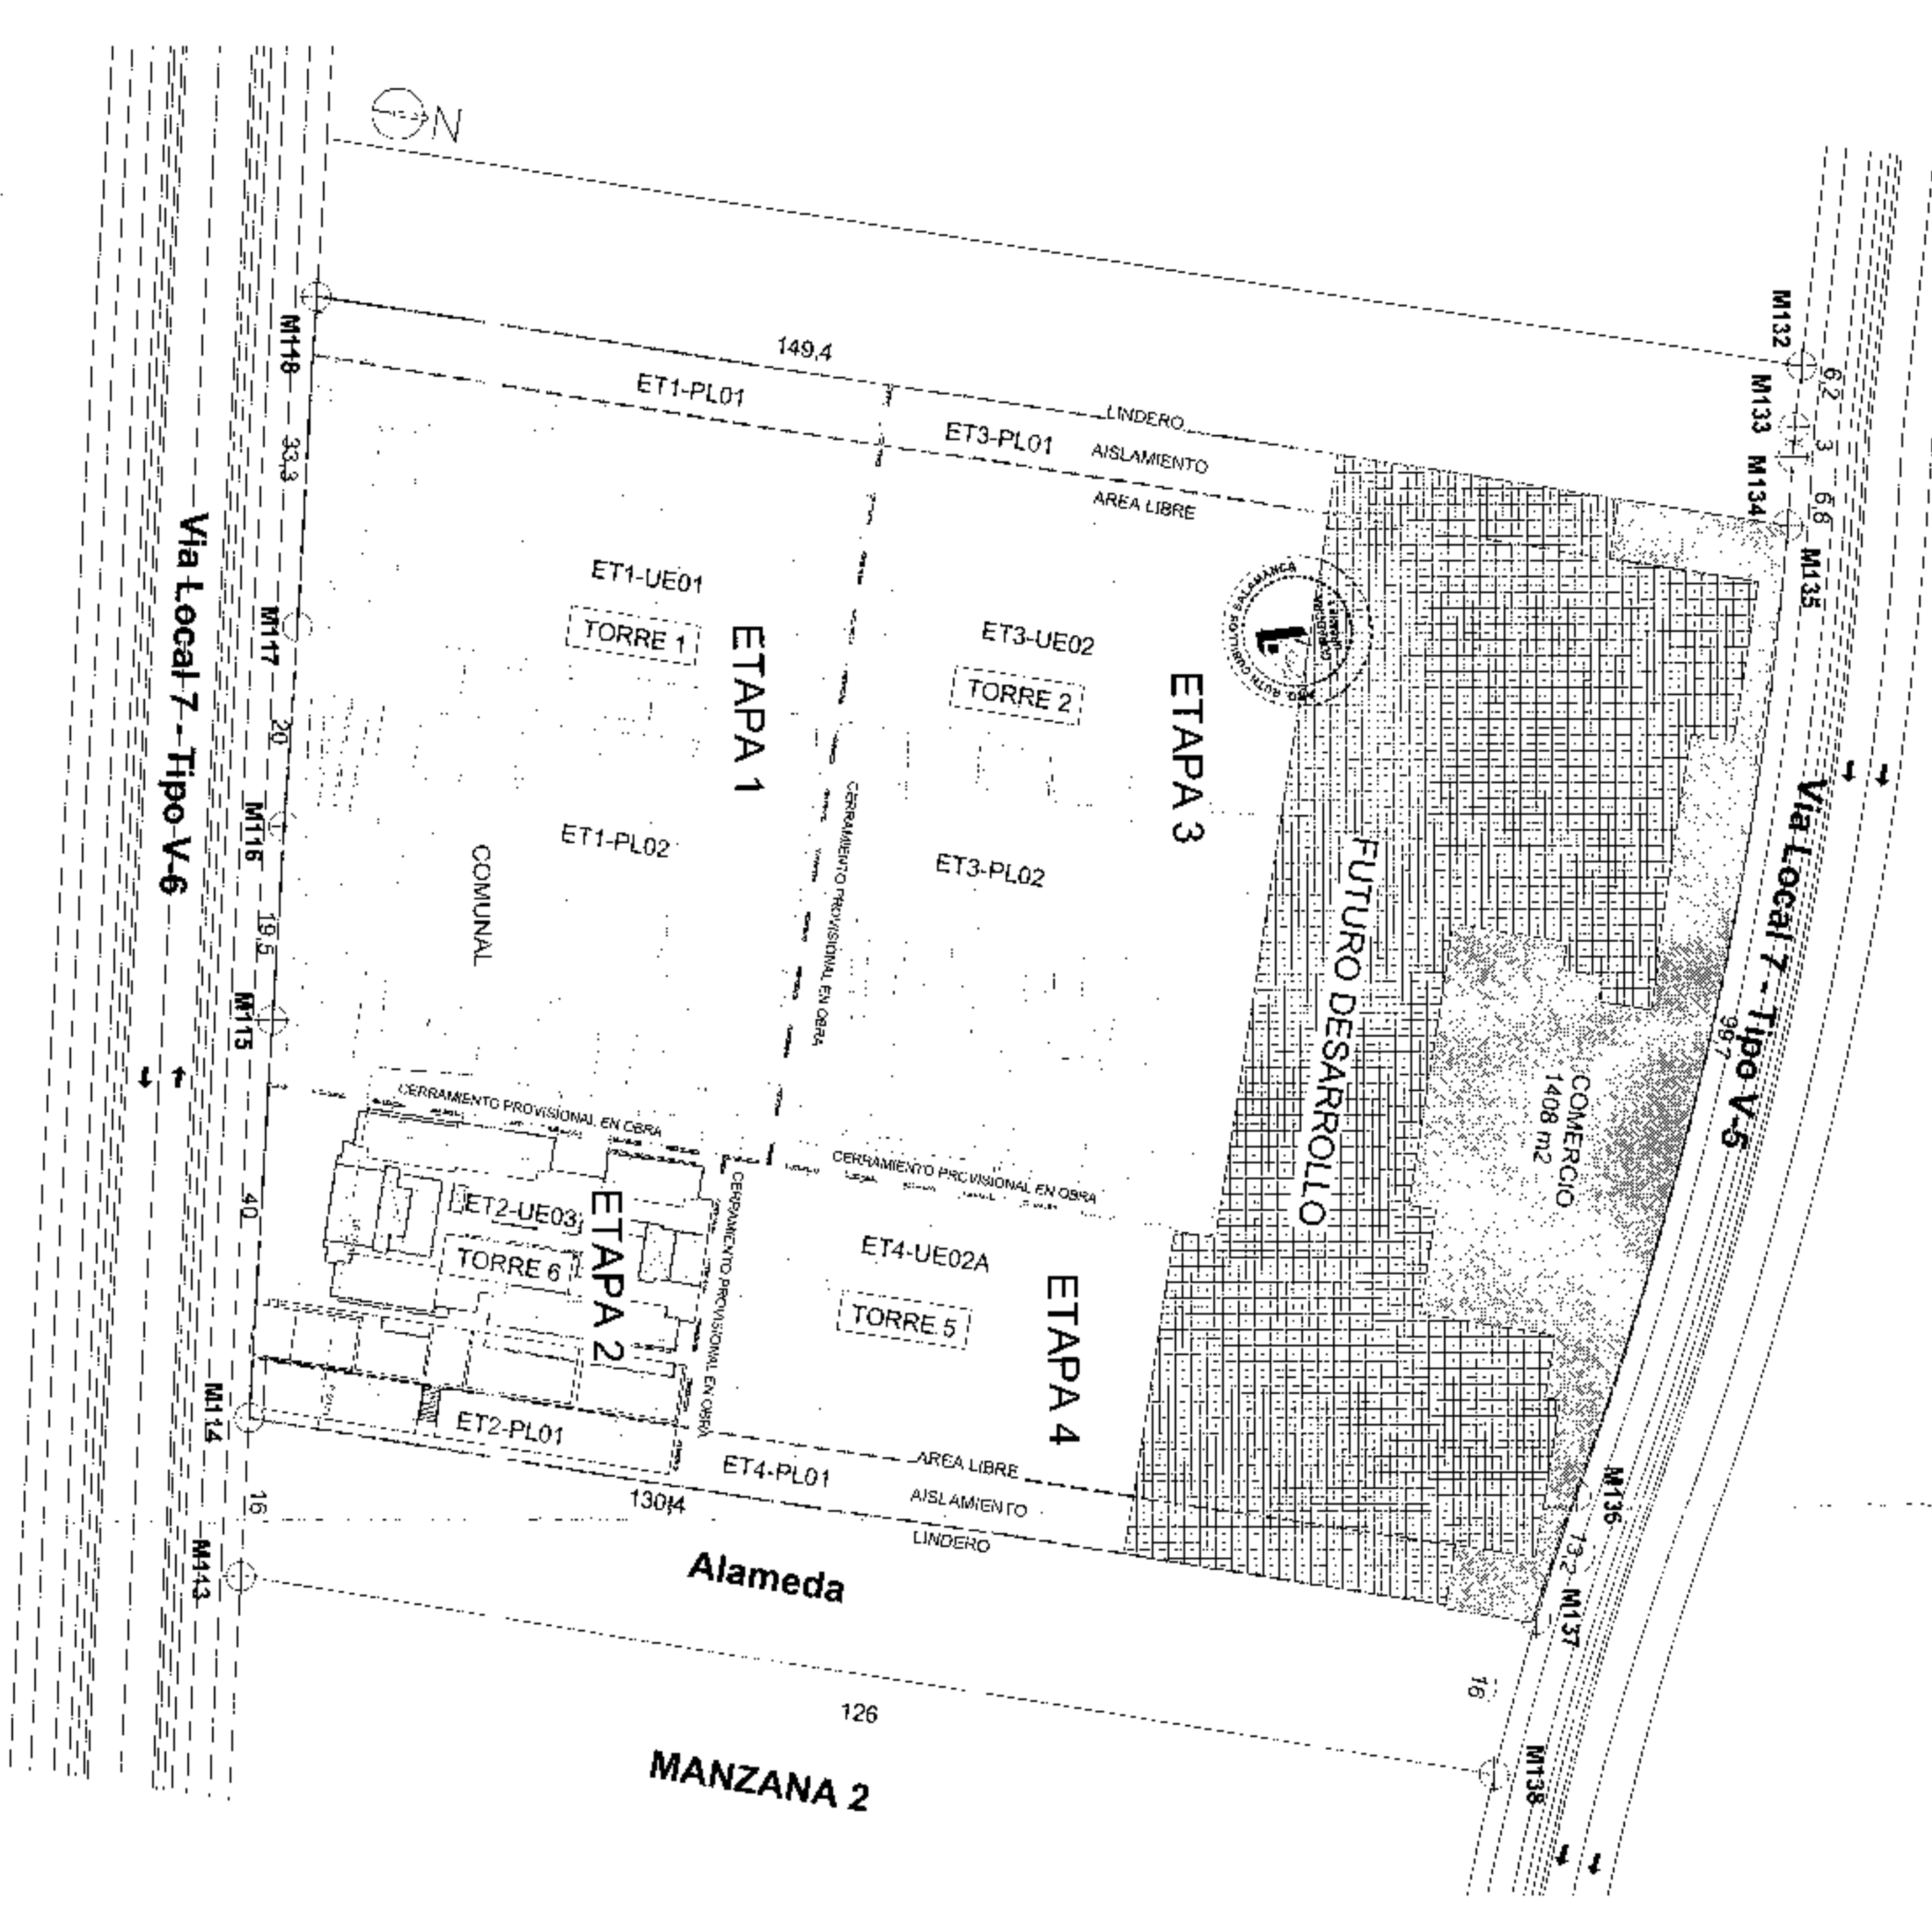 N
M132
6,2
M133
3
M134
6,8
M135
M118
149,4
ET1-PL01
LINDERO
ET3-PL01
AISLAMIENTO
AREA LIBRE
33,3
Via Local 7 - Tipo V-6
ET1-UE01
TORRE 1
ETAPA 1
ET3-UE02
TORRE 2
ETAPA 3
M117
20
M116
ET1-PL02
COMUNAL
CERRAMIENTO PROVISIONAL EN OBRA
ET3-PL02
FUTURO DESARROLLO
Via Local 7 - Tipo V-5
99,7
COMERCIO
1408 m2
19,5
M115
CERRAMIENTO PROVISIONAL EN OBRA
CERRAMIENTO PROVISIONAL EN OBRA
40
ET2-UE03
TORRE 6
ETAPA 2
CERRAMIENTO PROVISIONAL EN OBRA
ET4-UE02A
TORRE 5
ETAPA 4
M114
ET2-PL01
ET4-PL01
AREA LIBRE
AISLAMIENTO
LINDERO
130,4
M136
13,2
M137
16
M113
Alameda
16
126
M138
MANZANA 2